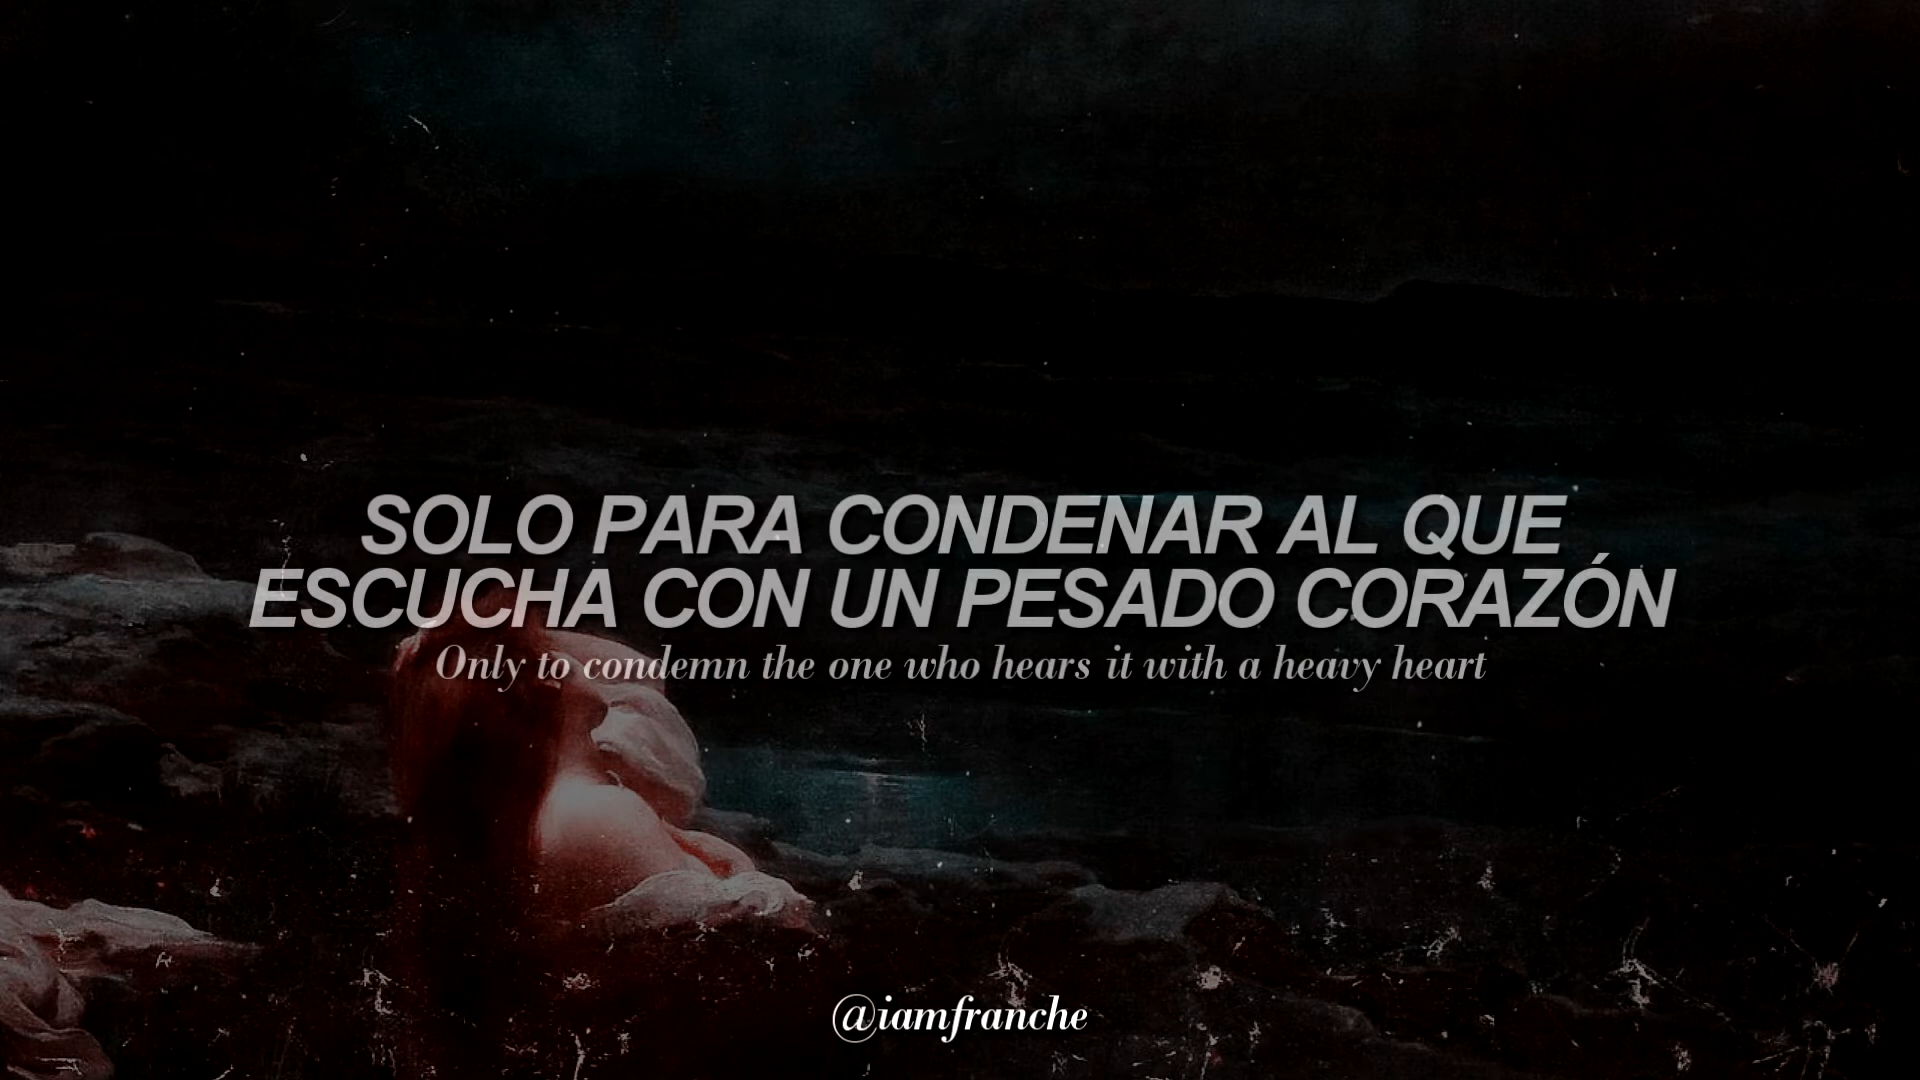 SOLO PARA CONDENAR AL QUE
ESCUCHA CON UN PESADO CORAZÓN
Only to condemn the one who hears it with a heavy heart
@iamfranche